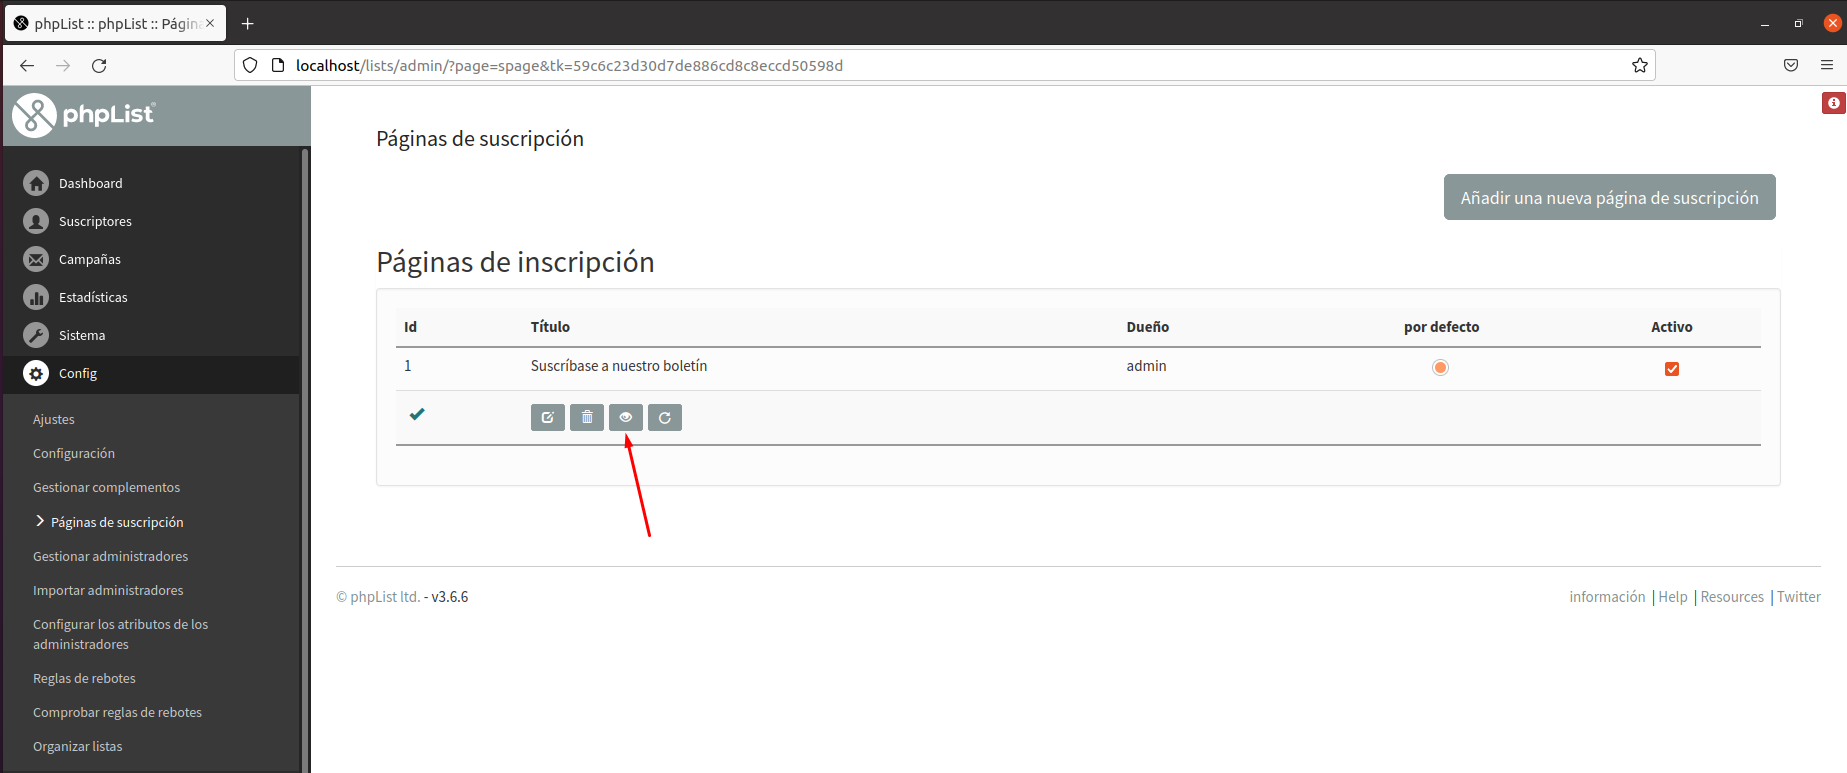 phpList :: phpList :: Págin
localhost/lists/admin/?page=spage&tk=59c6c23d30d7de886cd8c8eccd50598d
phpList
Dashboard
Suscriptores
Campañas
Estadísticas
Sistema
Config
Ajustes
Configuración
Gestionar complementos
Páginas de suscripción
Gestionar administradores
Importar administradores
Configurar los atributos de los
administradores
Reglas de rebotes
Comprobar reglas de rebotes
Organizar listas
Páginas de suscripción
Añadir una nueva página de suscripción
Páginas de inscripción
Id Título Dueño por defecto Activo
1 Suscríbase a nuestro boletín admin
© phpList ltd. - v3.6.6
información | Help | Resources | Twitter